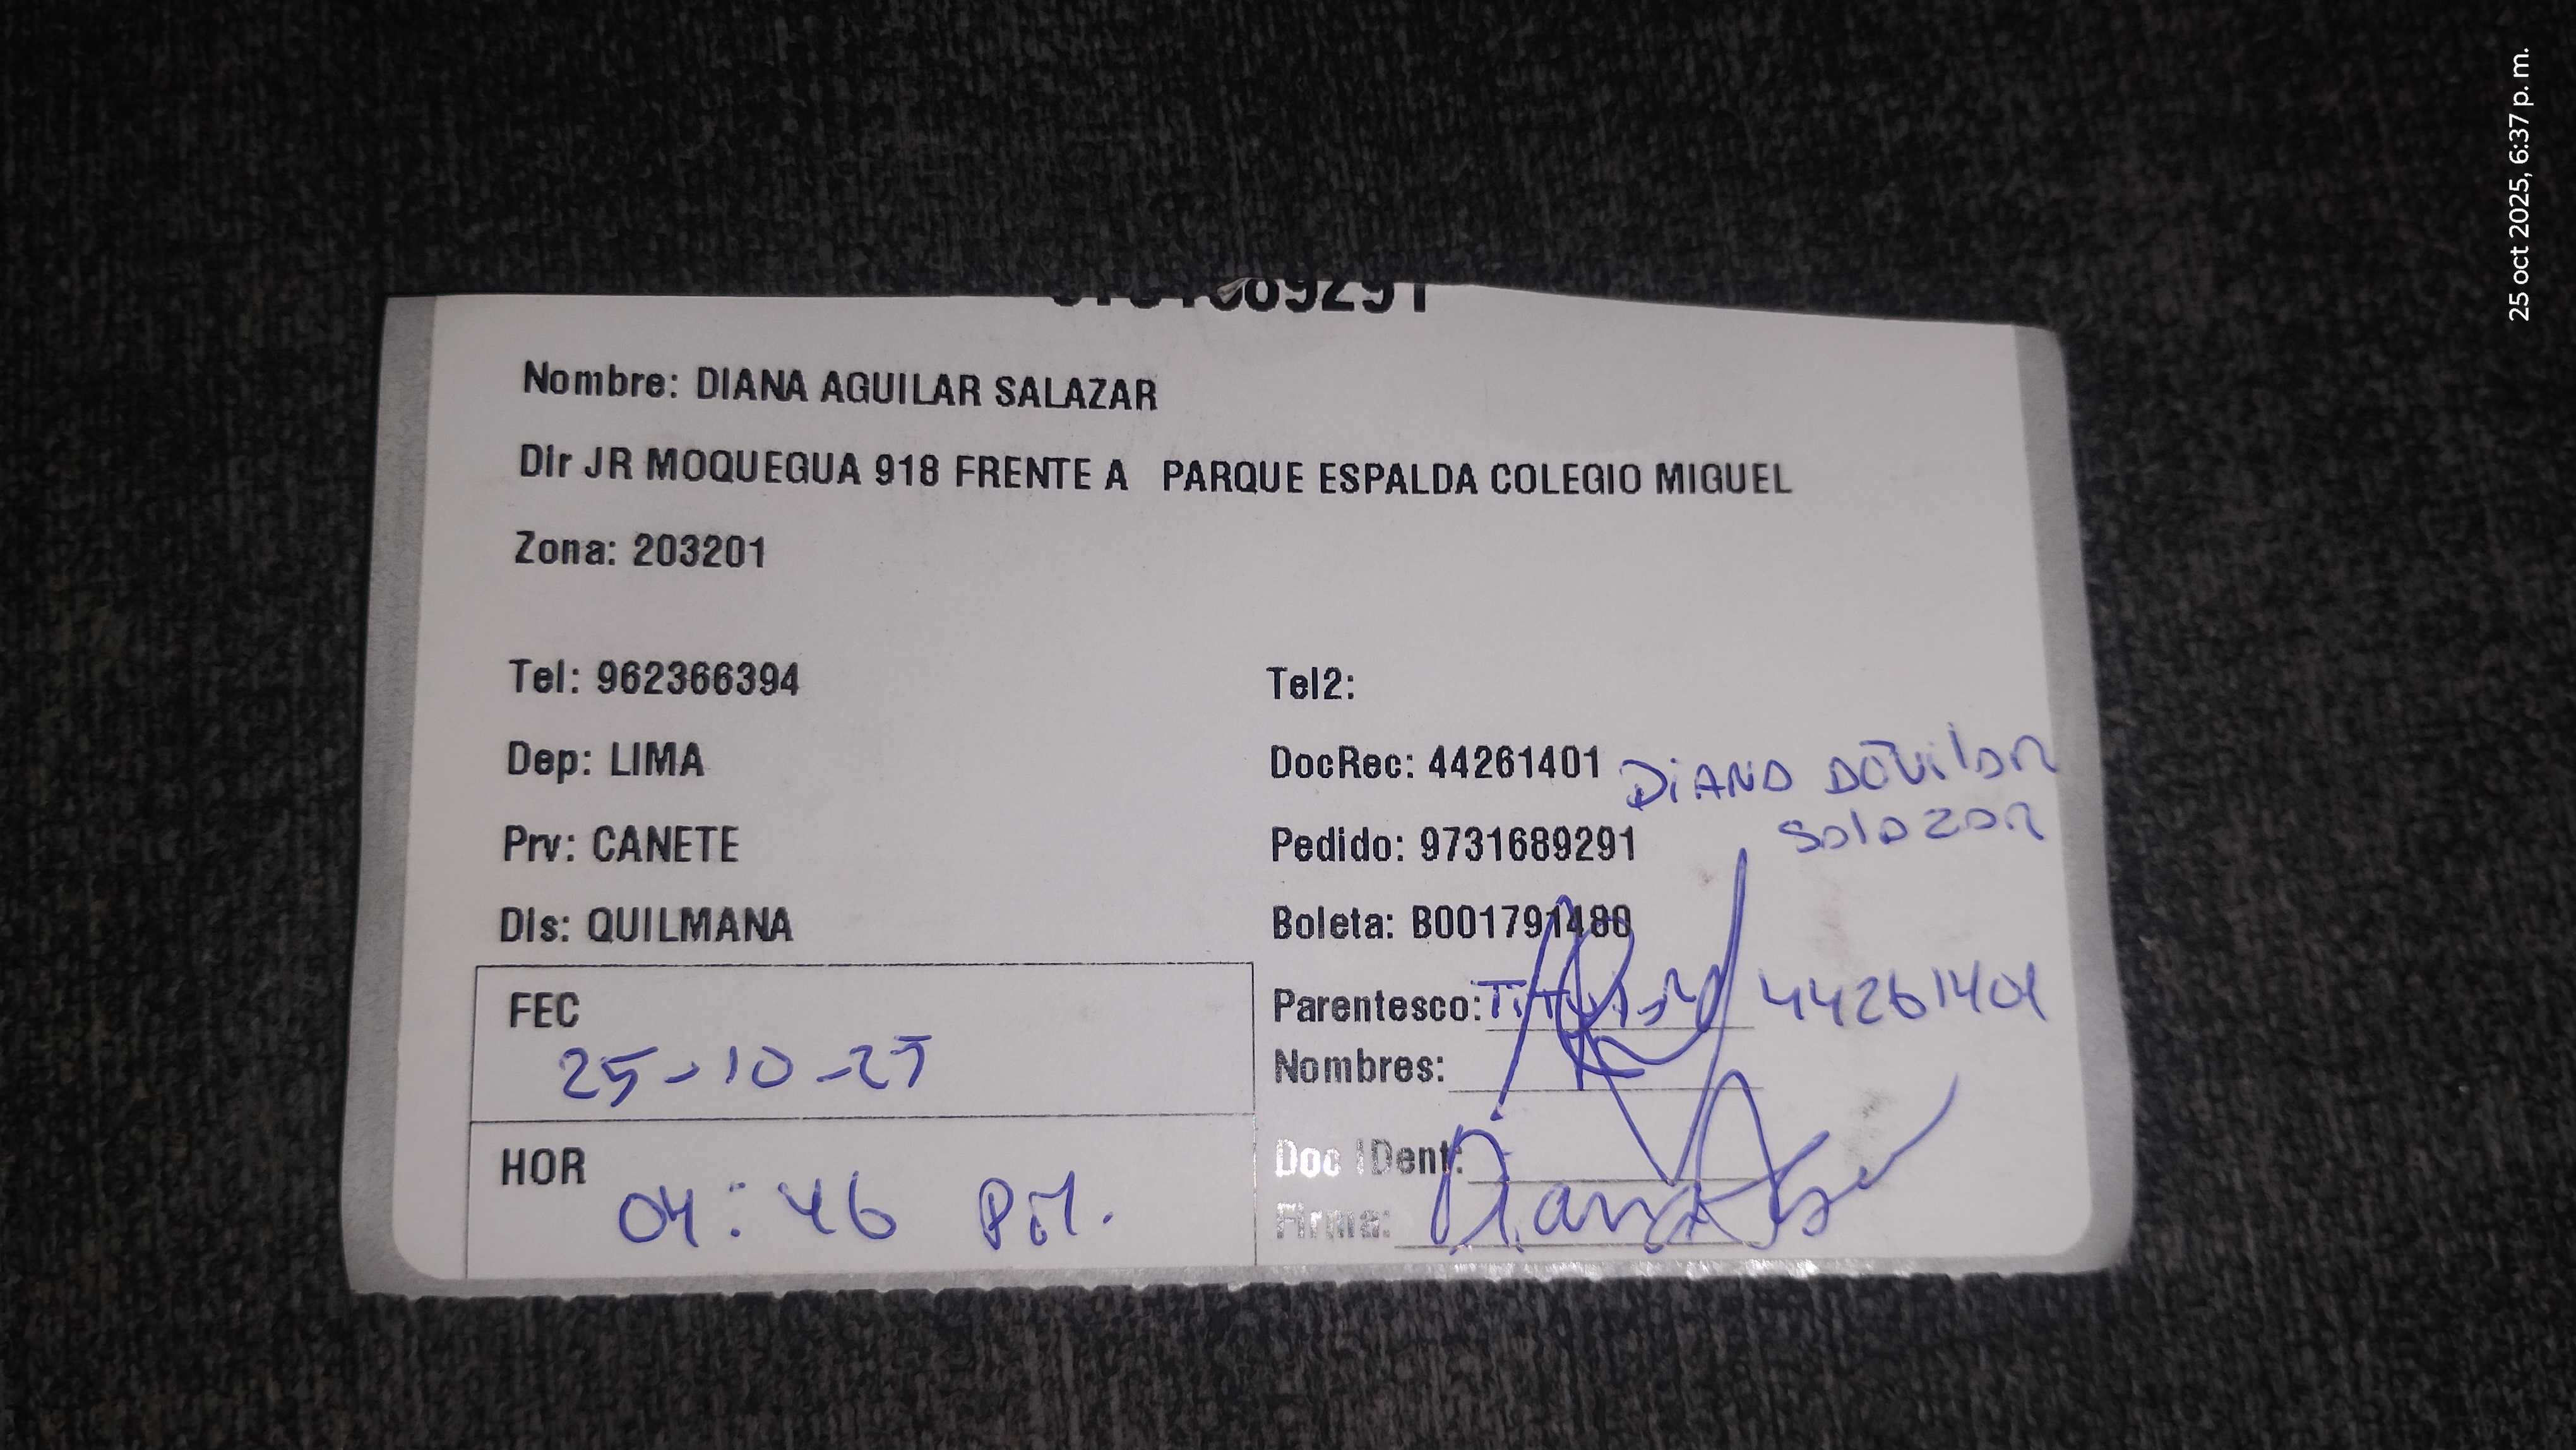 25 oct 2025, 6:37 p. m.
Nombre: DIANA AGUILAR SALAZAR
Dir JR MOQUEGUA 918 FRENTE A PARQUE ESPALDA COLEGIO MIGUEL
Zona: 203201
Tel: 962366394 Tel2:
Dep: LIMA DocRec: 44261401 DIANA AGUILAR
SALAZAR
Prv: CANETE Pedido: 9731689291
Dis: QUILMANA Boleta: B001791480
FEC Parentesco: TiTular 44261401
25-10-25 Nombres:
HOR Doc IDent:
04:46 P.M. Firma: Diana